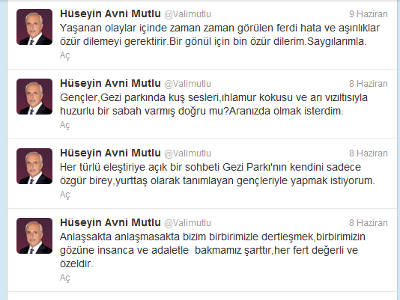 Hüseyin Avni Mutlu @Valimutlu 9 Haziran
Yaşanan olaylar içinde zaman zaman görülen ferdi hata ve aşırılıklar
özür dilemeyi gerektirir.Bir gönül için bin özür dilerim.Saygılarımla.
Aç
Hüseyin Avni Mutlu @Valimutlu 8 Haziran
Gençler,Gezi parkında kuş sesleri,ıhlamur kokusu ve arı vızıltısıyla
huzurlu bir sabah varmış doğru mu?Aranızda olmak isterdim.
Aç
Hüseyin Avni Mutlu @Valimutlu 8 Haziran
Her türlü eleştiriye açık bir sohbeti Gezi Parkı'nın kendini sadece
özgür birey,yurttaş olarak tanımlayan gençleriyle yapmak istiyorum.
Aç
Hüseyin Avni Mutlu @Valimutlu 8 Haziran
Anlaşsakta anlaşmasakta bizim birbirimizle dertleşmek,birbirimizin
gözüne insanca ve adaletle bakmamız şarttır,her fert değerli ve
özeldir.
Aç